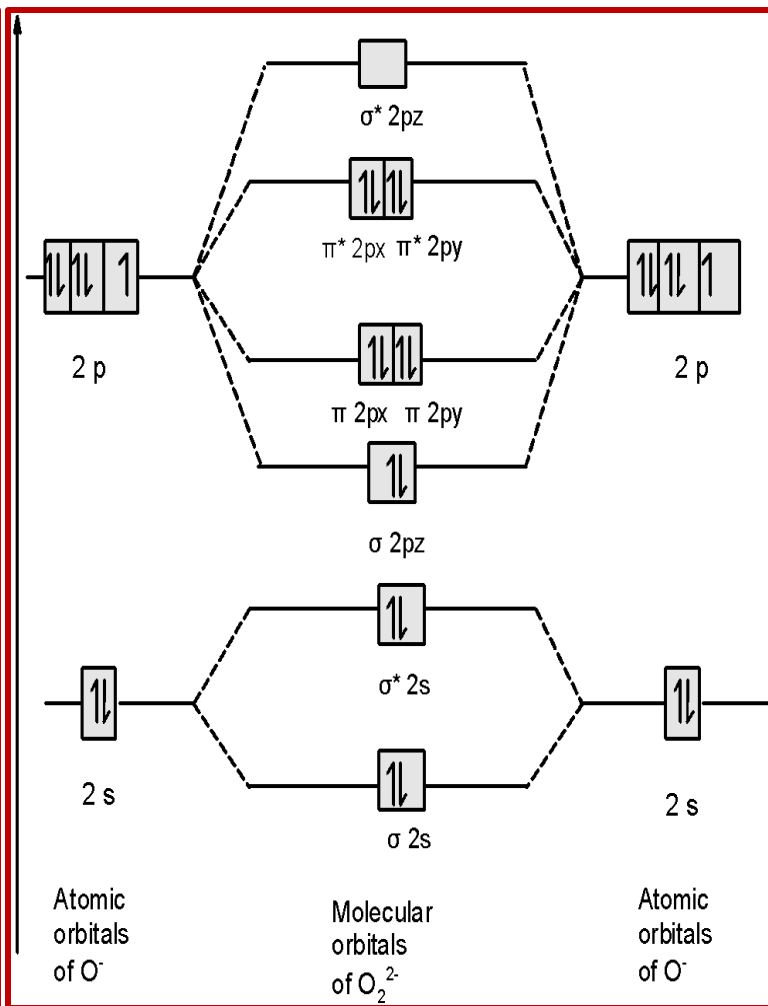 σ* 2pz
π* 2px π* 2py
2 p
2 p
π 2px π 2py
σ 2pz
σ* 2s
2 s
2 s
σ 2s
Atomic
orbitals
of O⁻
Molecular
orbitals
of O₂²⁻
Atomic
orbitals
of O⁻